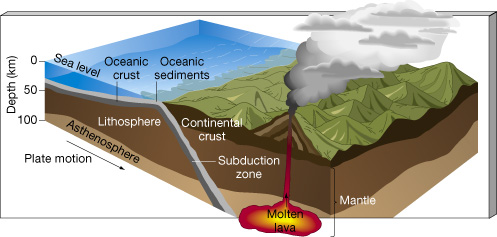 Depth (km)
0
50
100
Sea level
Oceanic
crust
Oceanic
sediments
Lithosphere
Continental
crust
Asthenosphere
Plate motion
Subduction
zone
Mantle
Molten
lava